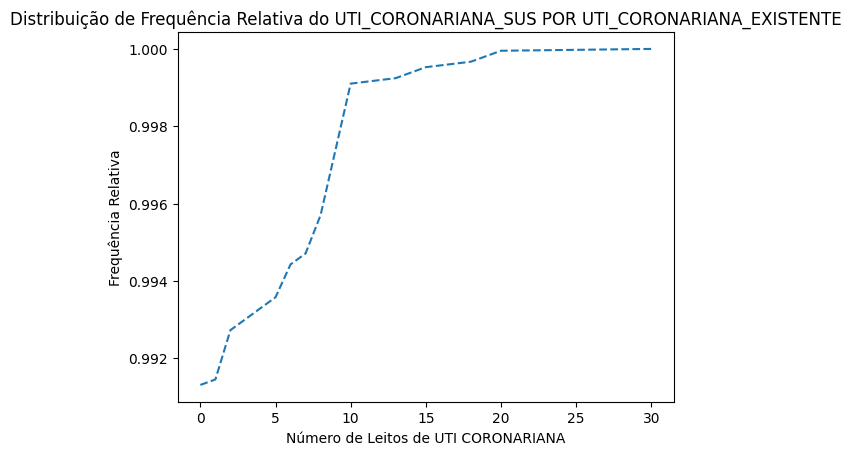 Distribuição de Frequência Relativa do UTI_CORONARIANA_SUS POR UTI_CORONARIANA_EXISTENTE
1.000
0.998
0.996
0.994
0.992
Frequência Relativa
0 5 10 15 20 25 30
Número de Leitos de UTI CORONARIANA